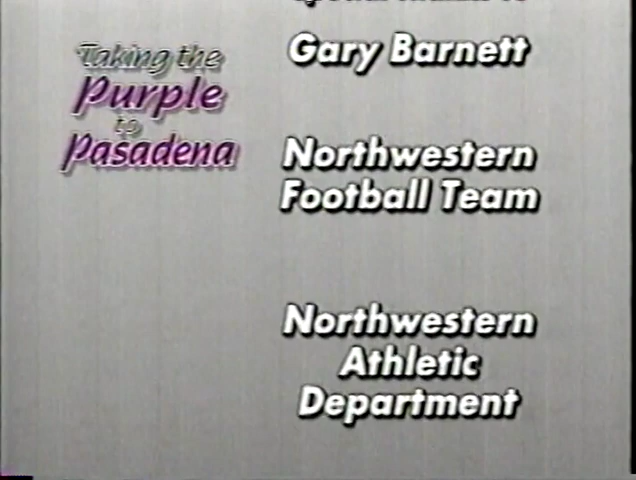 Taking the
Purple
to
Pasadena
Gary Barnett
Northwestern
Football Team
Northwestern
Athletic
Department